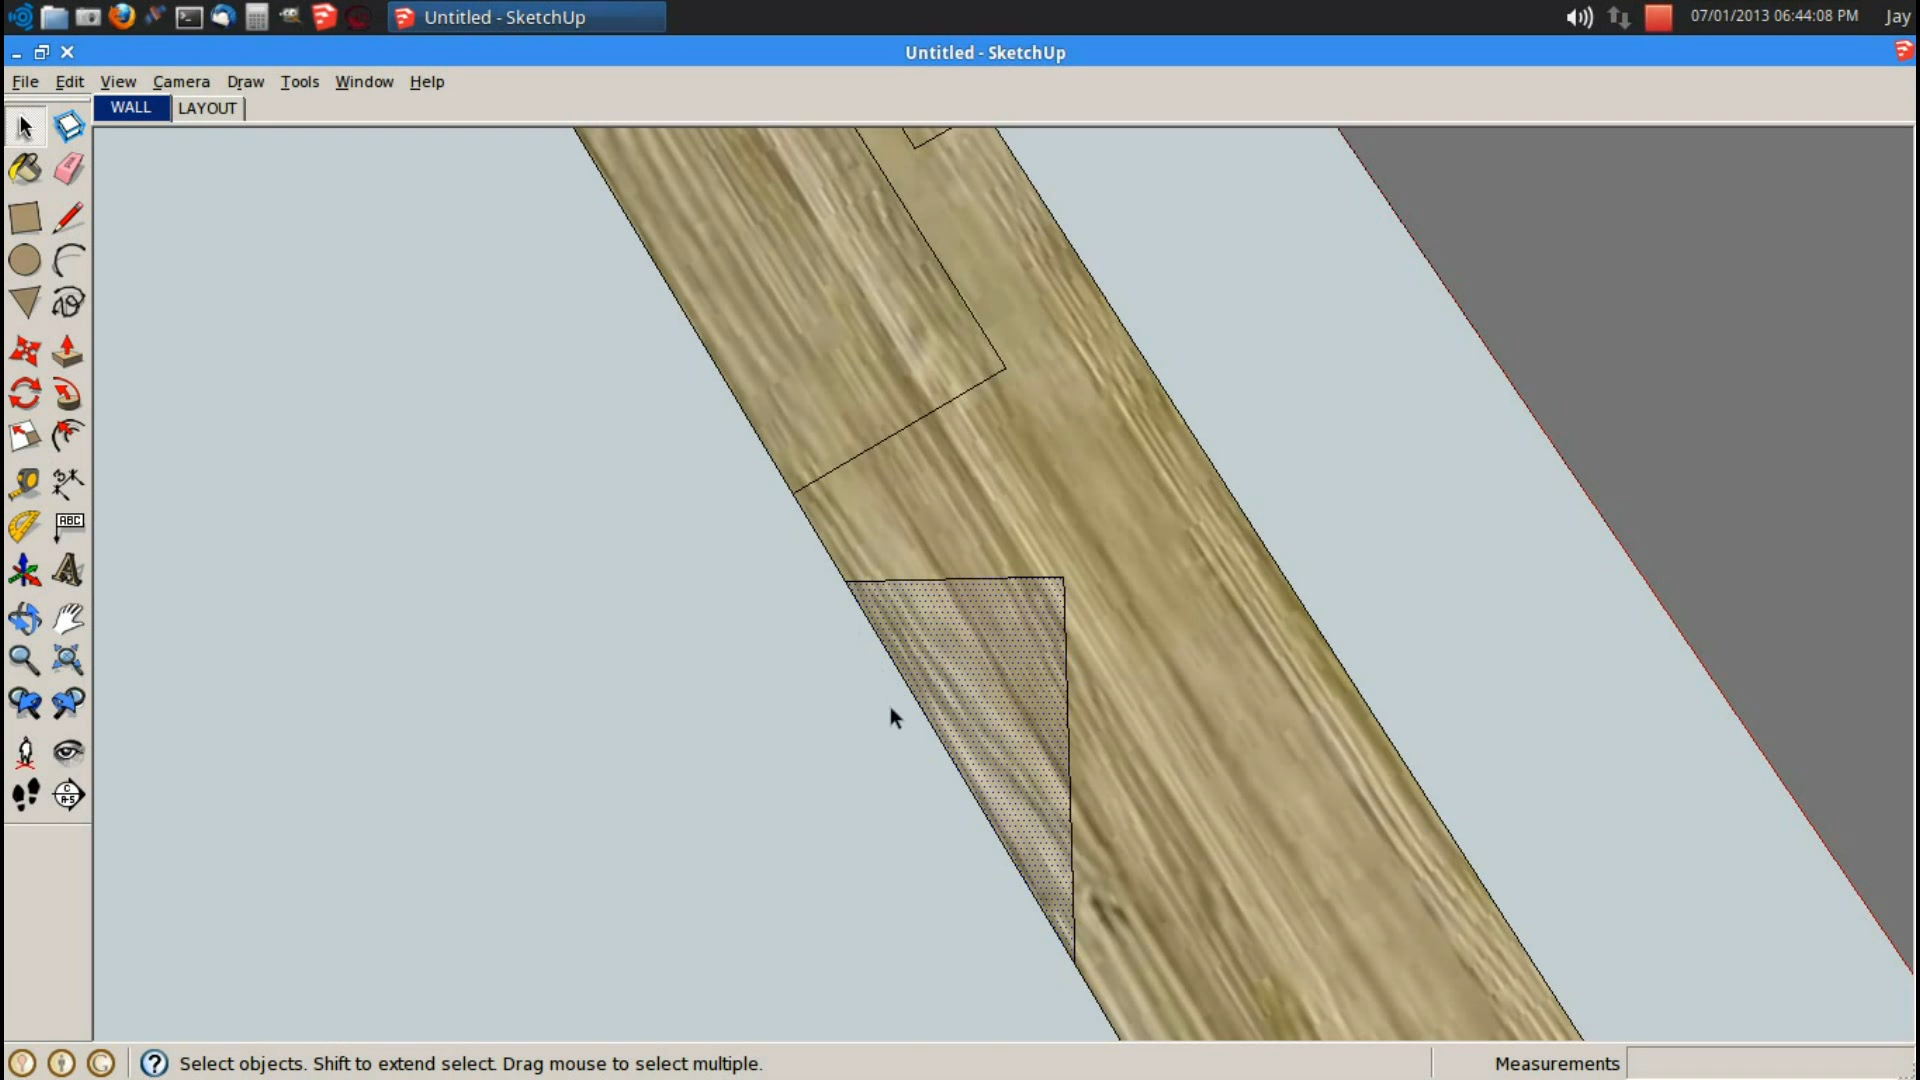 Untitled - SketchUp
07/01/2013 06:44:08 PM Jay
Untitled - SketchUp
File Edit View Camera Draw Tools Window Help
WALL LAYOUT
ABC
A
C
A-5
G
? Select objects. Shift to extend select. Drag mouse to select multiple.
Measurements